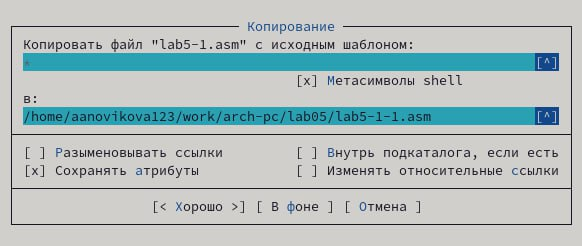 Копирование
Копировать файл "lab5-1.asm" с исходным шаблоном:
* [^]
[x] Метасимволы shell
в:
/home/aanovikova123/work/arch-pc/lab05/lab5-1-1.asm [^]
[ ] Разыменовывать ссылки [ ] Внутрь подкаталога, если есть
[x] Сохранять атрибуты [ ] Изменять относительные ссылки
[< Хорошо >] [ В фоне ] [ Отмена ]